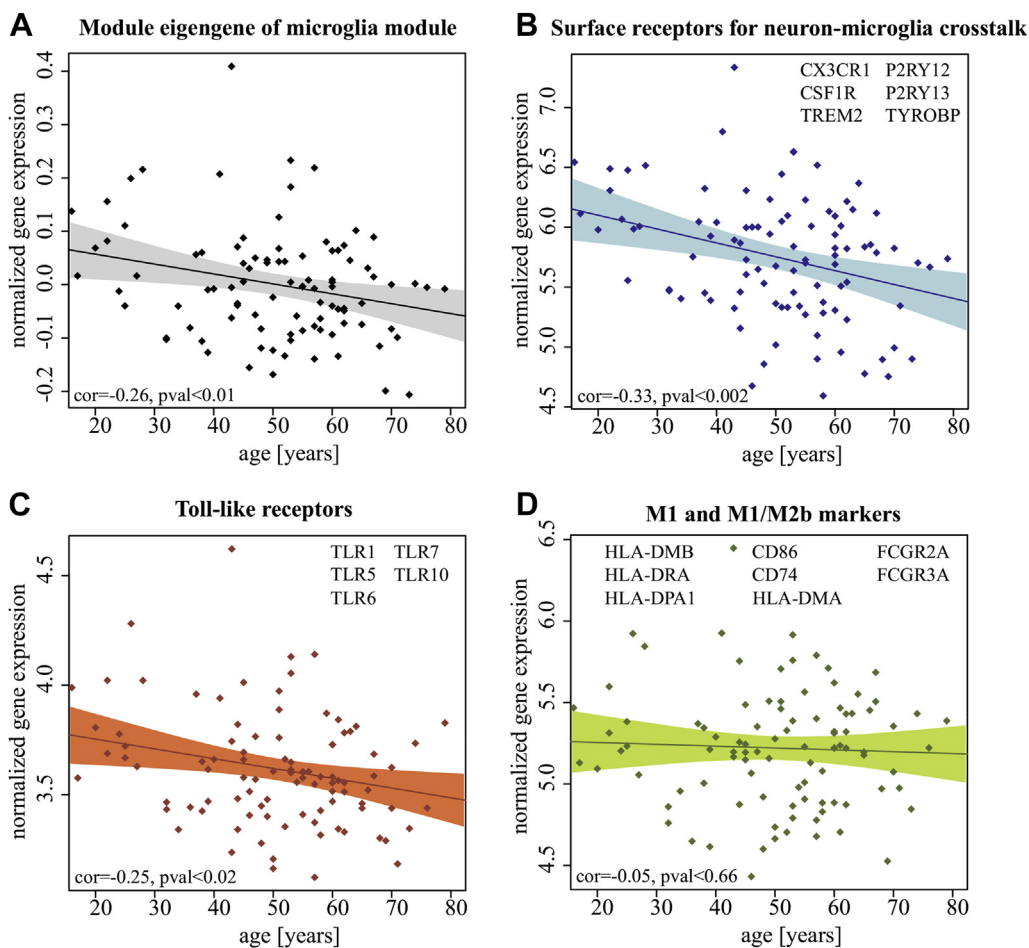 A Module eigengene of microglia module
normalized gene expression
0.4
0.3
0.2
0.1
0.0
-0.1
-0.2
cor=-0.26, pval<0.01
20 30 40 50 60 70 80
age [years]
B Surface receptors for neuron-microglia crosstalk
normalized gene expression
7.0
6.5
6.0
5.5
5.0
4.5
CX3CR1 P2RY12
CSF1R P2RY13
TREM2 TYROBP
cor=-0.33, pval<0.002
20 30 40 50 60 70 80
age [years]
C Toll-like receptors
normalized gene expression
4.5
4.0
3.5
TLR1 TLR7
TLR5 TLR10
TLR6
cor=-0.25, pval<0.02
20 30 40 50 60 70 80
age [years]
D M1 and M1/M2b markers
normalized gene expression
6.5
6.0
5.5
5.0
4.5
HLA-DMB CD86 FCGR2A
HLA-DRA CD74 FCGR3A
HLA-DPA1 HLA-DMA
cor=-0.05, pval<0.66
20 30 40 50 60 70 80
age [years]